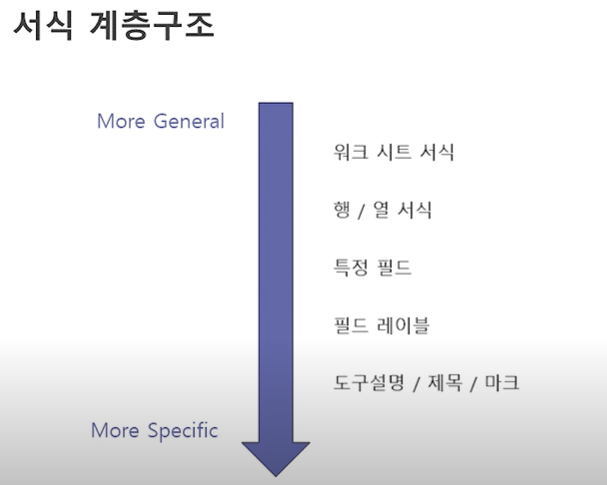 서식 계층구조
More General
워크 시트 서식
행 / 열 서식
특정 필드
필드 레이블
도구설명 / 제목 / 마크
More Specific